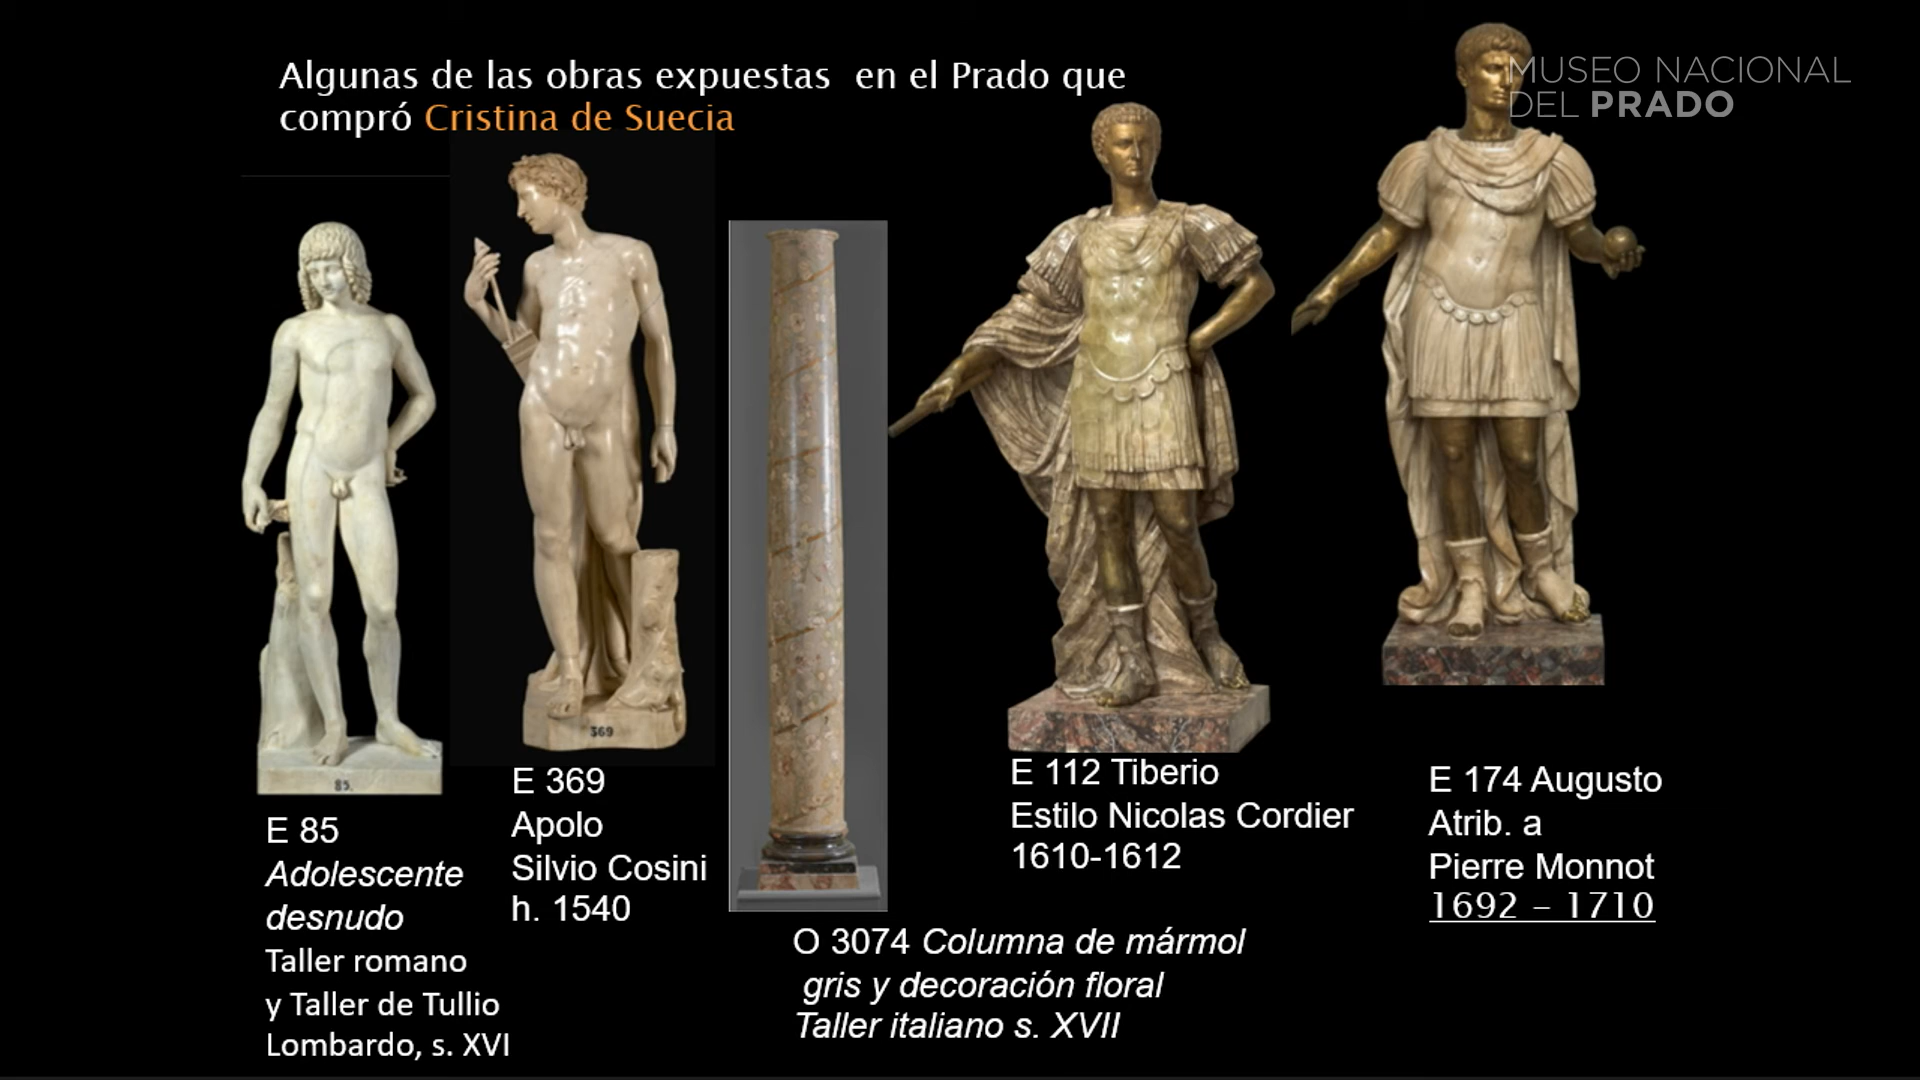 Algunas de las obras expuestas en el Prado que
compró Cristina de Suecia
MUSEO NACIONAL
DEL PRADO
85.
369
E 85
Adolescente
desnudo
Taller romano
y Taller de Tullio
Lombardo, s. XVI
E 369
Apolo
Silvio Cosini
h. 1540
O 3074 Columna de mármol
gris y decoración floral
Taller italiano s. XVII
E 112 Tiberio
Estilo Nicolas Cordier
1610-1612
E 174 Augusto
Atrib. a
Pierre Monnot
1692 – 1710